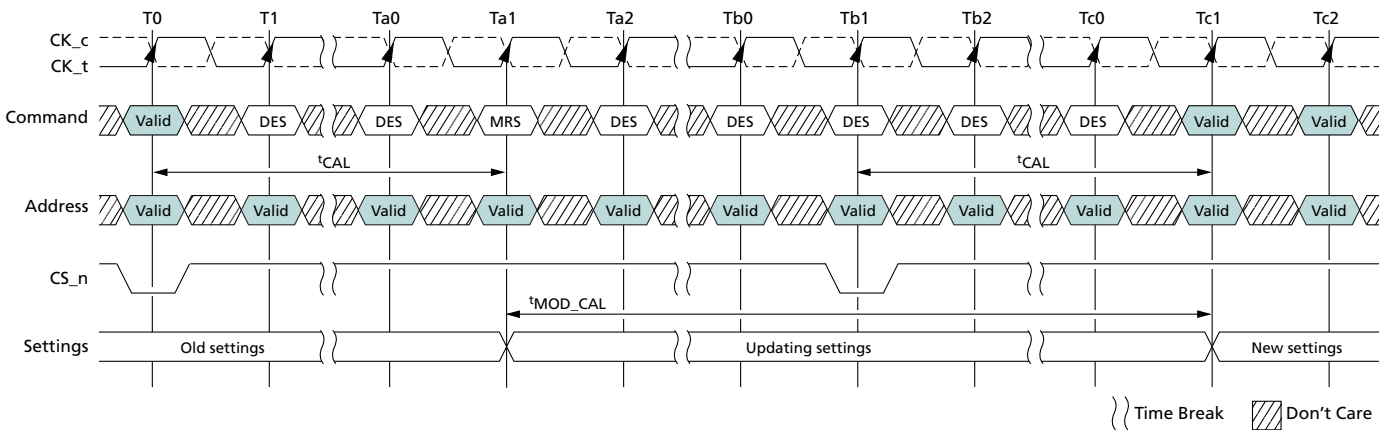 T0 T1 Ta0 Ta1 Ta2 Tb0 Tb1 Tb2 Tc0 Tc1 Tc2
CK_c
CK_t
Command Valid DES DES MRS DES DES DES DES DES Valid Valid
tCAL tCAL
Address Valid Valid Valid Valid Valid Valid Valid Valid Valid Valid Valid
CS_n
tMOD_CAL
Settings Old settings Updating settings New settings
Time Break Don't Care